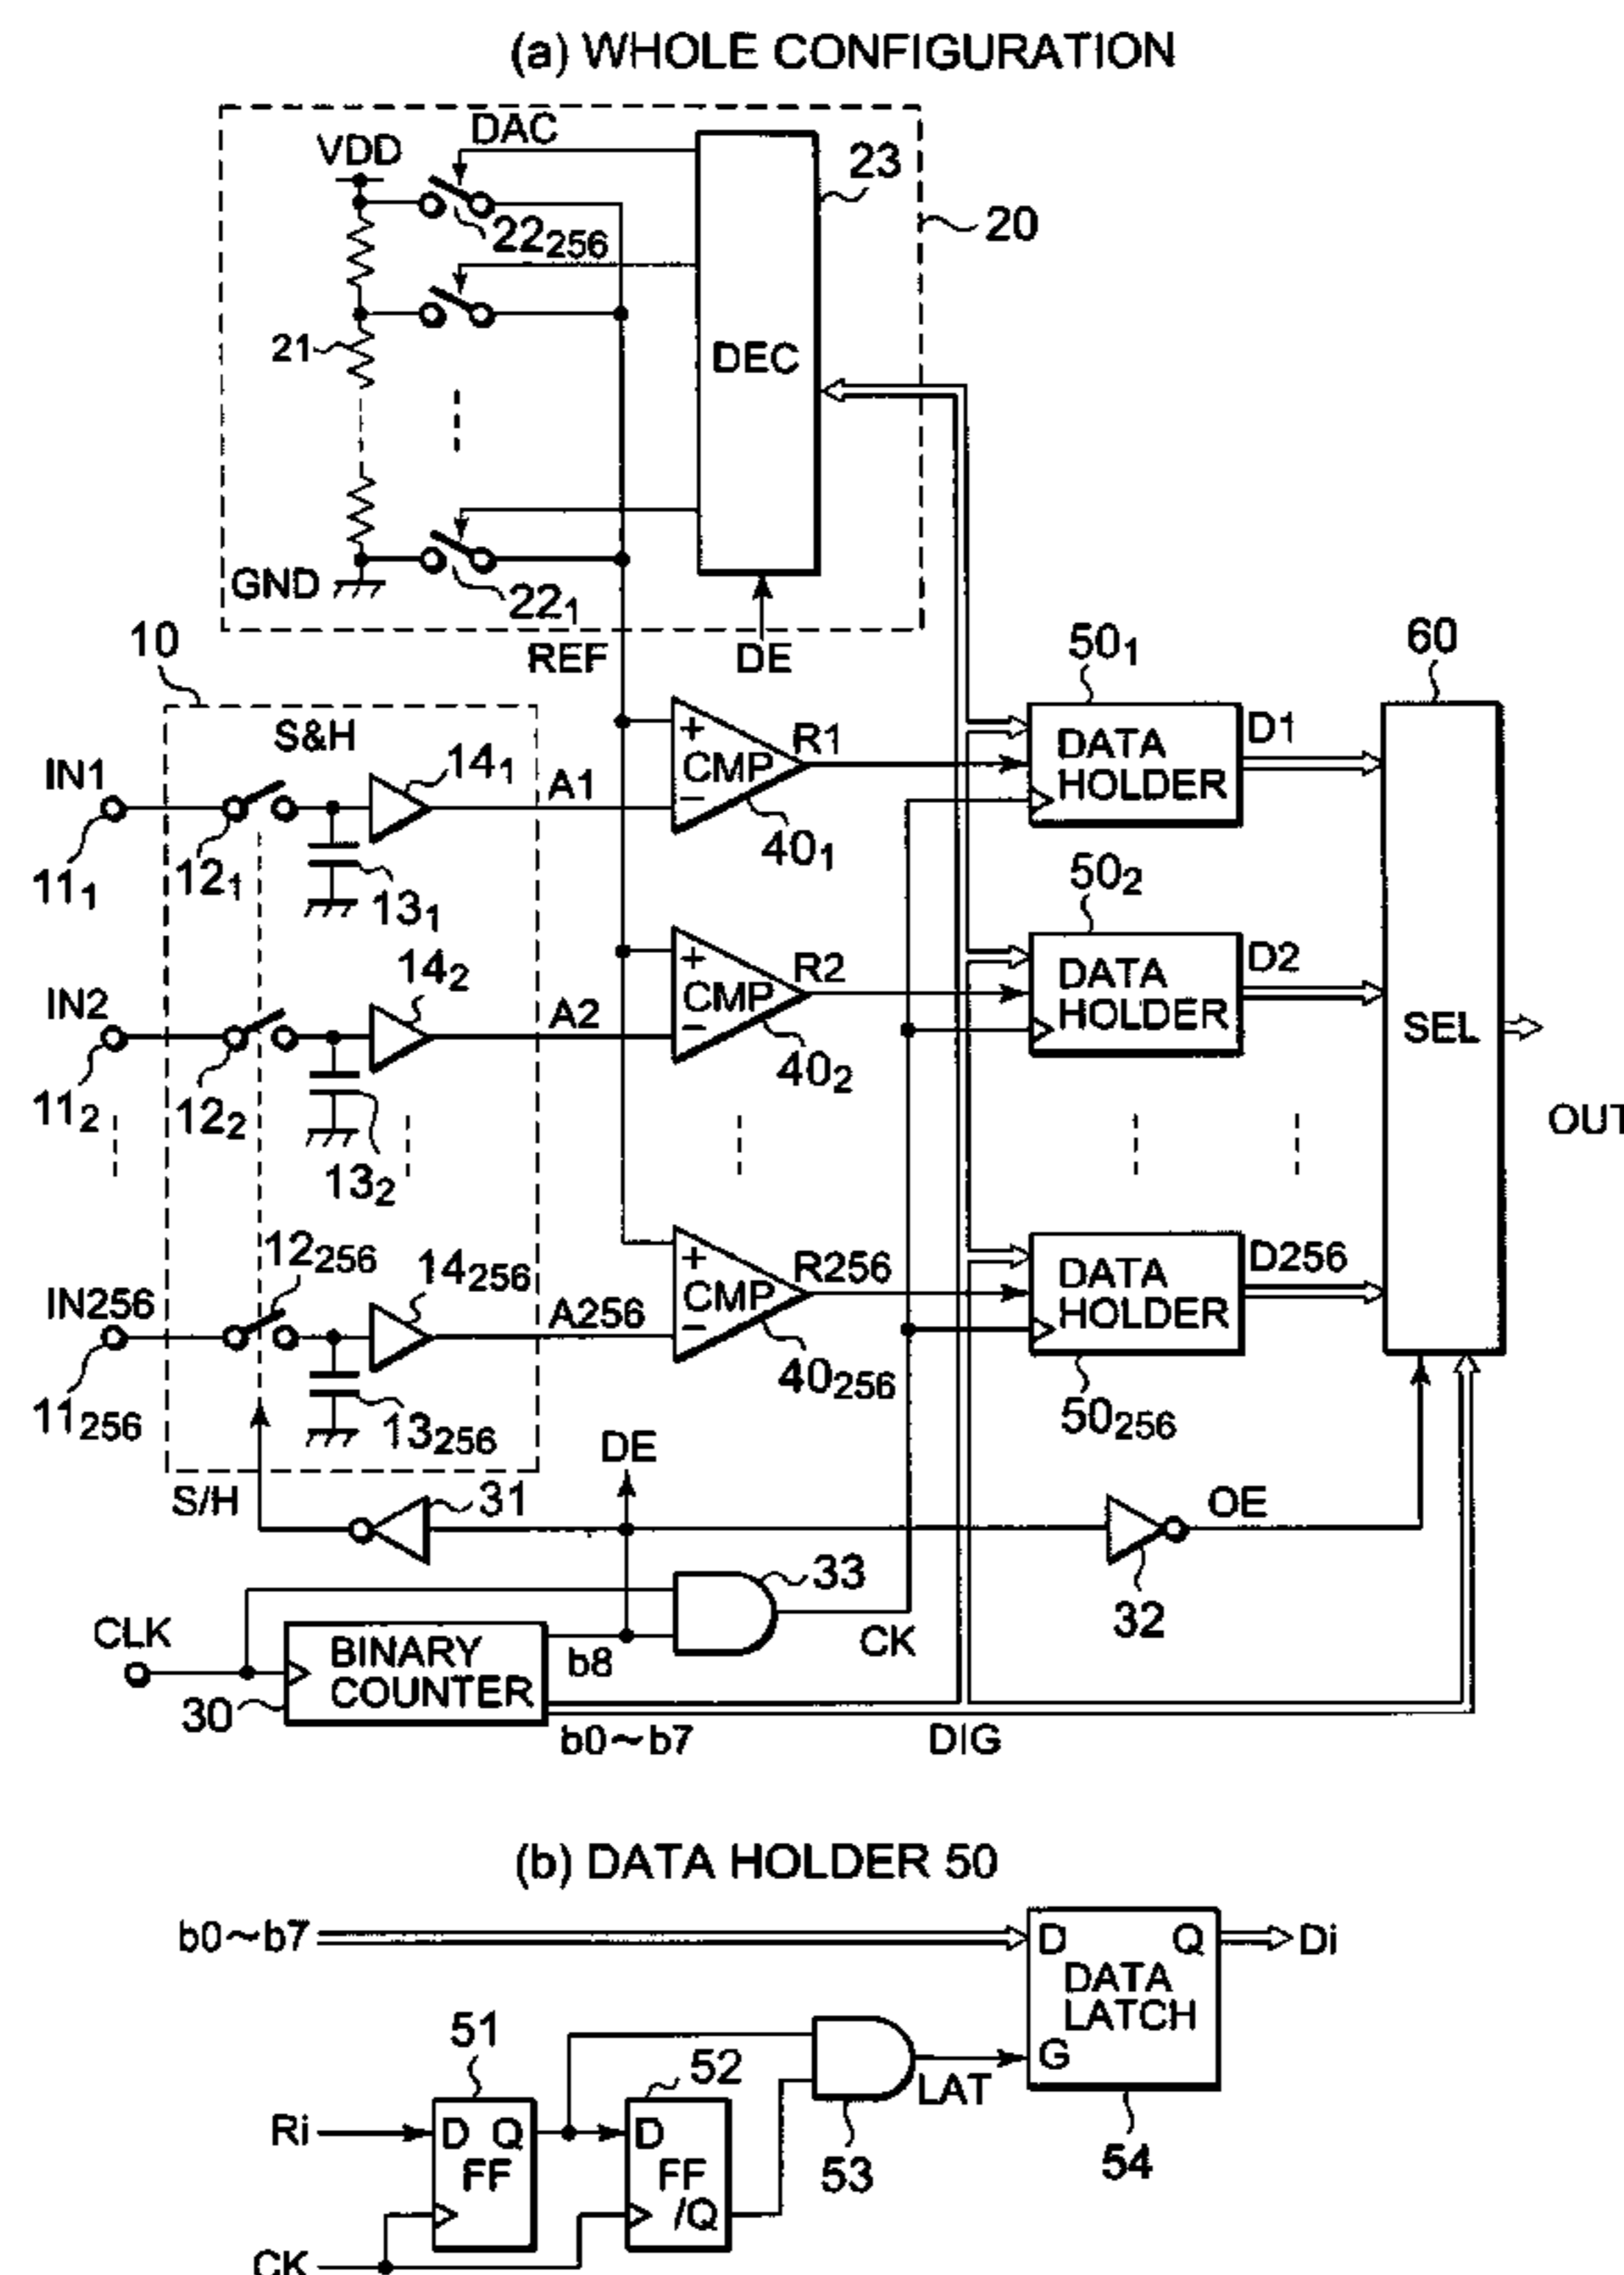 (a) WHOLE CONFIGURATION
DAC
VDD
23
22256
20
21
DEC
GND
221
REF
DE
10
S&H
IN1
111
121
131
141
A1
+
CMP
−
401
R1
501
DATA
HOLDER
D1
60
IN2
112
122
132
142
A2
+
CMP
−
402
R2
502
DATA
HOLDER
D2
SEL
OUT
IN256
11256
12256
13256
14256
A256
+
CMP
−
40256
R256
DATA
HOLDER
50256
D256
S/H
31
DE
OE
32
33
CK
CLK
BINARY
COUNTER
30
b8
b0~b7
DIG
(b) DATA HOLDER 50
b0~b7
D Q
DATA
LATCH
G
Di
54
51
52
53
LAT
Ri
D Q
FF
D
FF
/Q
CK